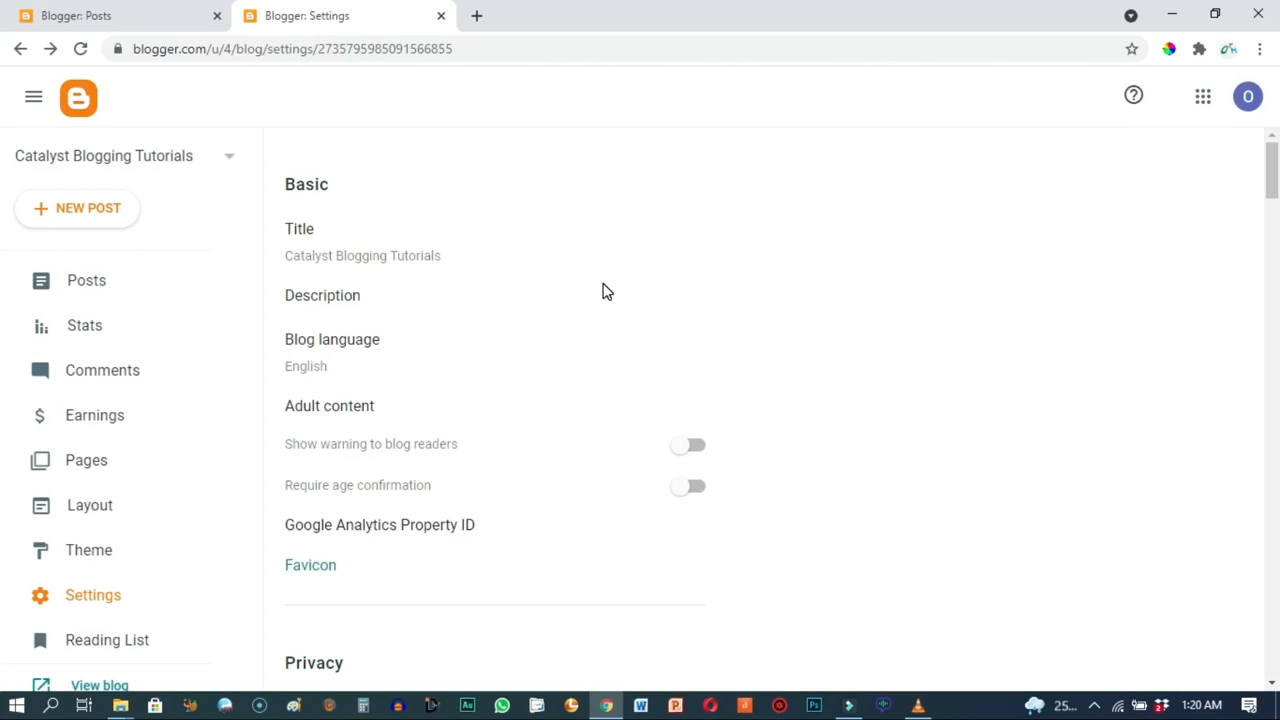 Blogger: Posts
Blogger: Settings
blogger.com/u/4/blog/settings/2735795985091566855
O
Catalyst Blogging Tutorials
NEW POST
Posts
Stats
Comments
Earnings
Pages
Layout
Theme
Settings
Reading List
View blog
Basic
Title
Catalyst Blogging Tutorials
Description
Blog language
English
Adult content
Show warning to blog readers
Require age confirmation
Google Analytics Property ID
Favicon
Privacy
25... 1:20 AM